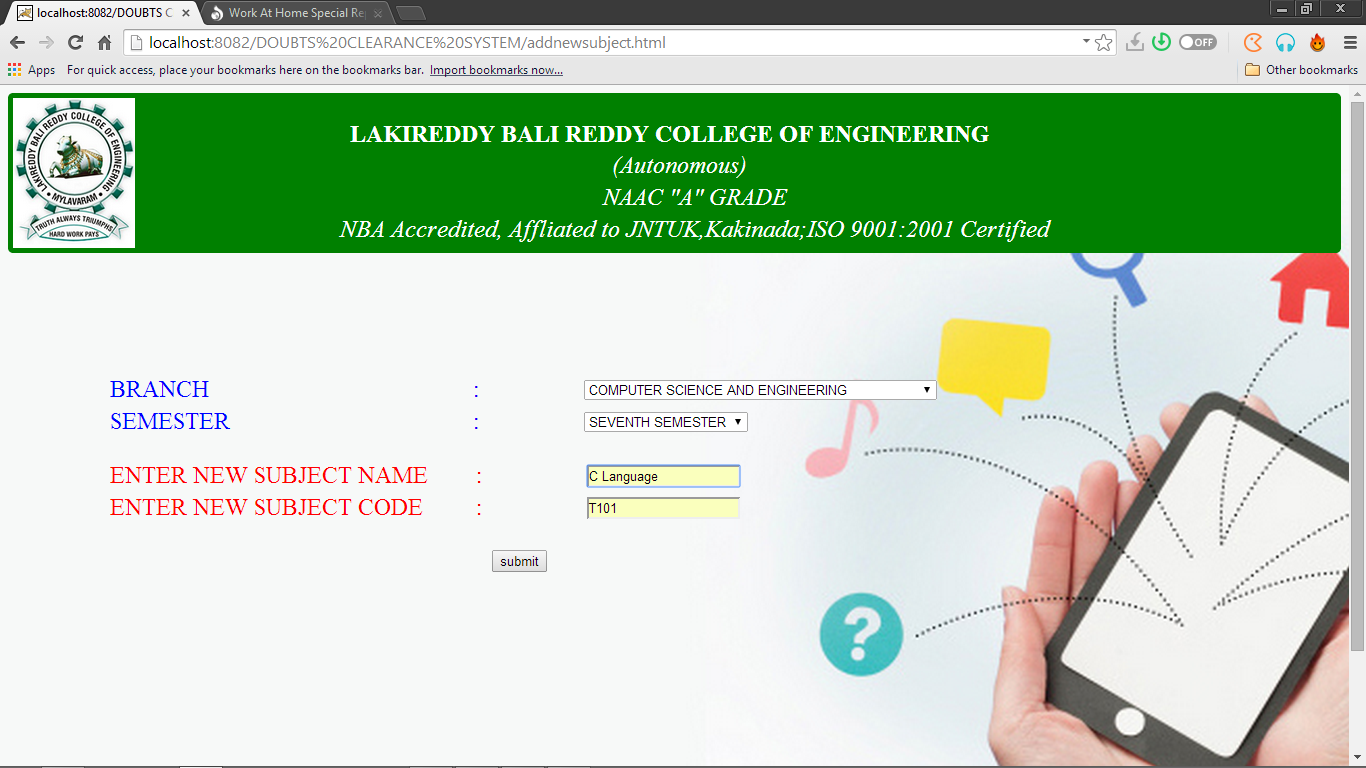 localhost:8082/DOUBTS C
Work At Home Special Re
localhost:8082/DOUBTS%20CLEARANCE%20SYSTEM/addnewsubject.html
OFF
Apps
For quick access, place your bookmarks here on the bookmarks bar.
Import bookmarks now...
Other bookmarks
LAKIREDDY BALI REDDY COLLEGE OF ENGINEERING
MYLAVARAM
TRUTH ALWAYS TRIUMPHS
HARD WORK PAYS
LAKIREDDY BALI REDDY COLLEGE OF ENGINEERING
(Autonomous)
NAAC "A" GRADE
NBA Accredited, Affliated to JNTUK,Kakinada;ISO 9001:2001 Certified
BRANCH : COMPUTER SCIENCE AND ENGINEERING
SEMESTER : SEVENTH SEMESTER
ENTER NEW SUBJECT NAME : C Language
ENTER NEW SUBJECT CODE : T101
submit
?